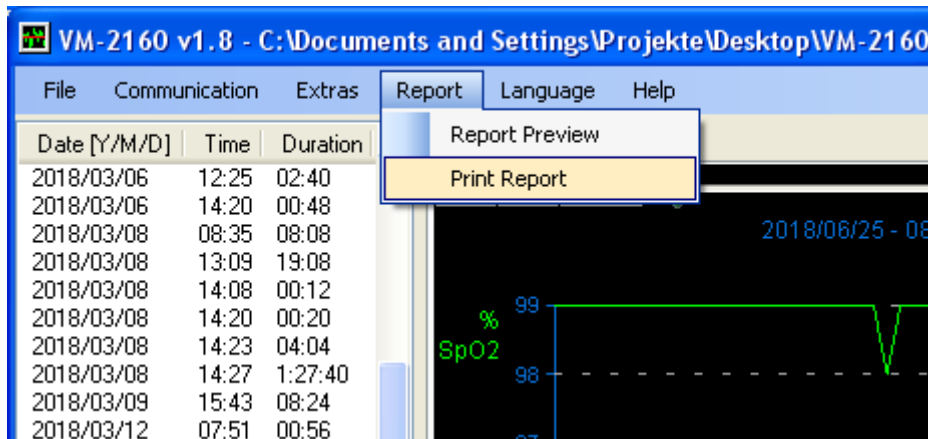 VM-2160 v1.8 - C:\Documents and Settings\Projekte\Desktop\VM-2160
File Communication Extras Report Language Help
Report Preview
Print Report
Date [Y/M/D] Time Duration
2018/03/06 12:25 02:40
2018/03/06 14:20 00:48
2018/03/08 08:35 08:08
2018/03/08 13:09 19:08
2018/03/08 14:08 00:12
2018/03/08 14:20 00:20
2018/03/08 14:23 04:04
2018/03/08 14:27 1:27:40
2018/03/09 15:43 08:24
2018/03/12 07:51 00:56
2018/06/25 - 08
99
%
SpO2
98